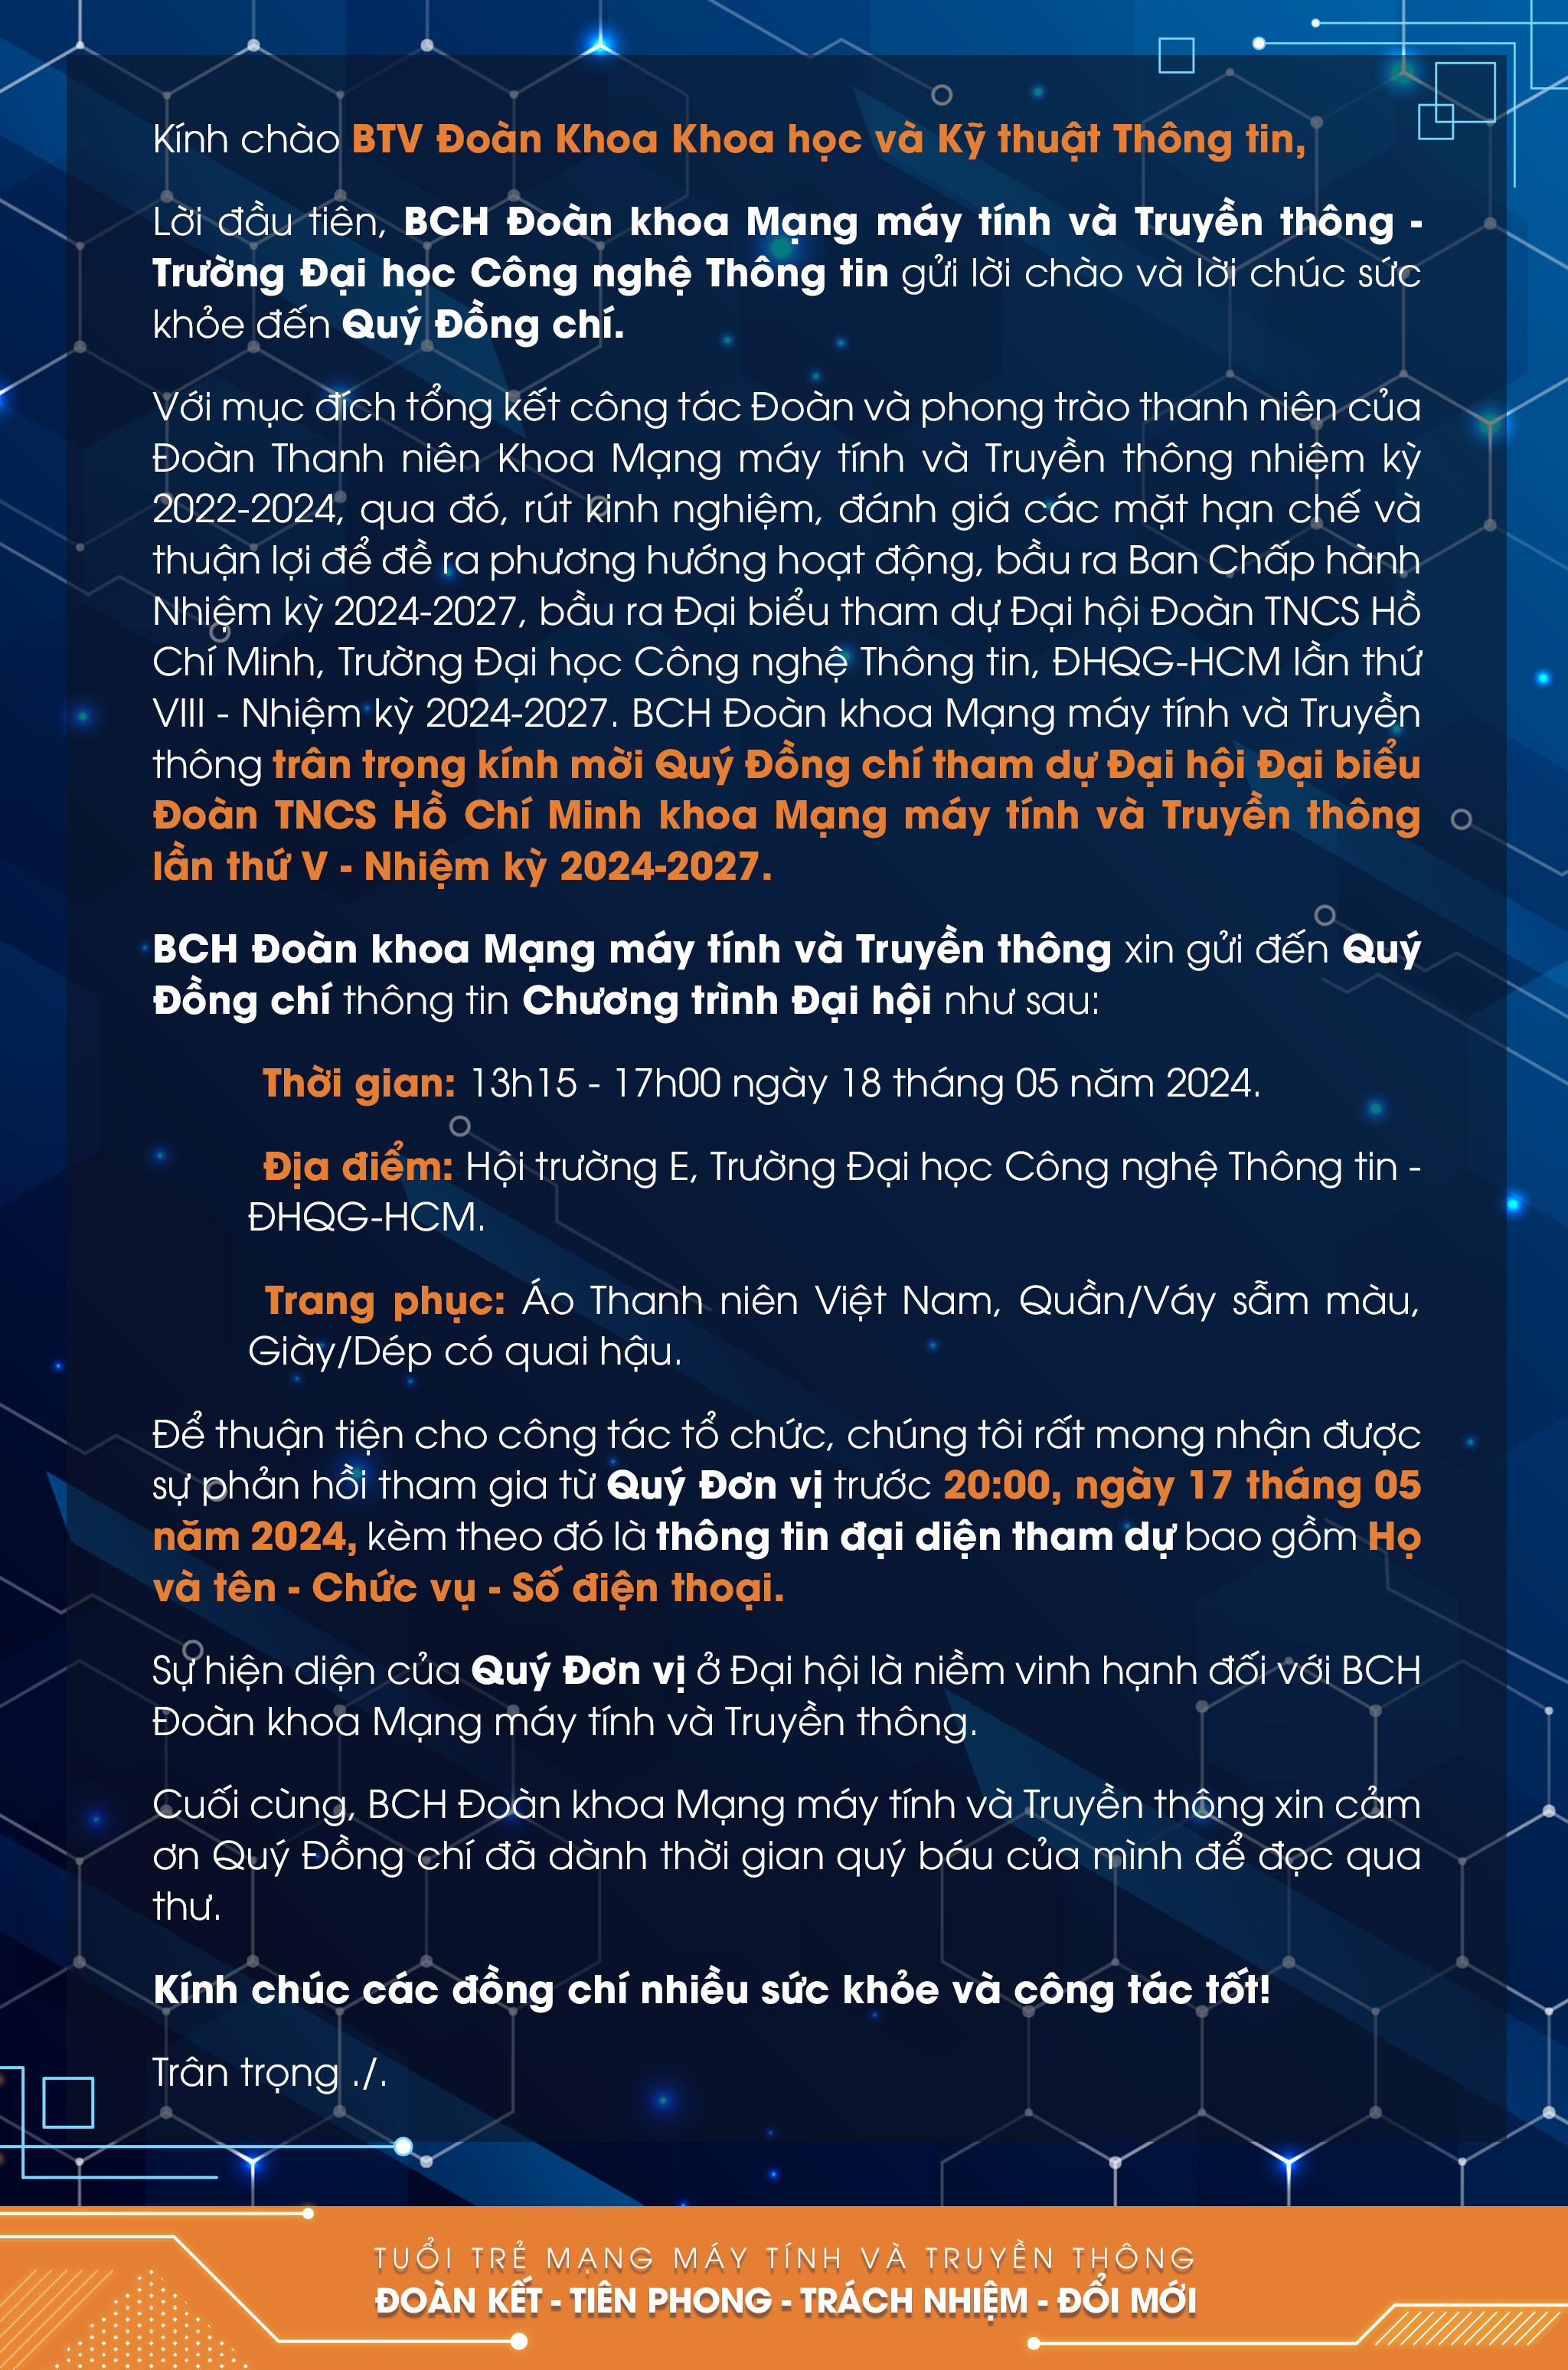 Kính chào BTV Đoàn Khoa Khoa học và Kỹ thuật Thông tin,
Lời đầu tiên, BCH Đoàn khoa Mạng máy tính và Truyền thông -
Trường Đại học Công nghệ Thông tin gửi lời chào và lời chúc sức
khỏe đến Quý Đồng chí.
Với mục đích tổng kết công tác Đoàn và phong trào thanh niên của
Đoàn Thanh niên Khoa Mạng máy tính và Truyền thông nhiệm kỳ
2022-2024, qua đó, rút kinh nghiệm, đánh giá các mặt hạn chế và
thuận lợi để đề ra phương hướng hoạt động, bầu ra Ban Chấp hành
Nhiệm kỳ 2024-2027, bầu ra Đại biểu tham dự Đại hội Đoàn TNCS Hồ
Chí Minh, Trường Đại học Công nghệ Thông tin, ĐHQG-HCM lần thứ
VIII - Nhiệm kỳ 2024-2027. BCH Đoàn khoa Mạng máy tính và Truyền
thông trân trọng kính mời Quý Đồng chí tham dự Đại hội Đại biểu
Đoàn TNCS Hồ Chí Minh khoa Mạng máy tính và Truyền thông
lần thứ V - Nhiệm kỳ 2024-2027.
BCH Đoàn khoa Mạng máy tính và Truyền thông xin gửi đến Quý
Đồng chí thông tin Chương trình Đại hội như sau:
Thời gian: 13h15 - 17h00 ngày 18 tháng 05 năm 2024.
Địa điểm: Hội trường E, Trường Đại học Công nghệ Thông tin -
ĐHQG-HCM.
Trang phục: Áo Thanh niên Việt Nam, Quần/Váy sẫm màu,
Giày/Dép có quai hậu.
Để thuận tiện cho công tác tổ chức, chúng tôi rất mong nhận được
sự phản hồi tham gia từ Quý Đơn vị trước 20:00, ngày 17 tháng 05
năm 2024, kèm theo đó là thông tin đại diện tham dự bao gồm Họ
và tên - Chức vụ - Số điện thoại.
Sự hiện diện của Quý Đơn vị ở Đại hội là niềm vinh hạnh đối với BCH
Đoàn khoa Mạng máy tính và Truyền thông.
Cuối cùng, BCH Đoàn khoa Mạng máy tính và Truyền thông xin cảm
ơn Quý Đồng chí đã dành thời gian quý báu của mình để đọc qua
thư.
Kính chúc các đồng chí nhiều sức khỏe và công tác tốt!
Trân trọng ./.
TUỔI TRẺ MẠNG MÁY TÍNH VÀ TRUYỀN THÔNG
ĐOÀN KẾT - TIÊN PHONG - TRÁCH NHIỆM - ĐỔI MỚI